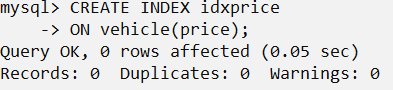 mysql> CREATE INDEX idxprice
    -> ON vehicle(price);
Query OK, 0 rows affected (0.05 sec)
Records: 0  Duplicates: 0  Warnings: 0